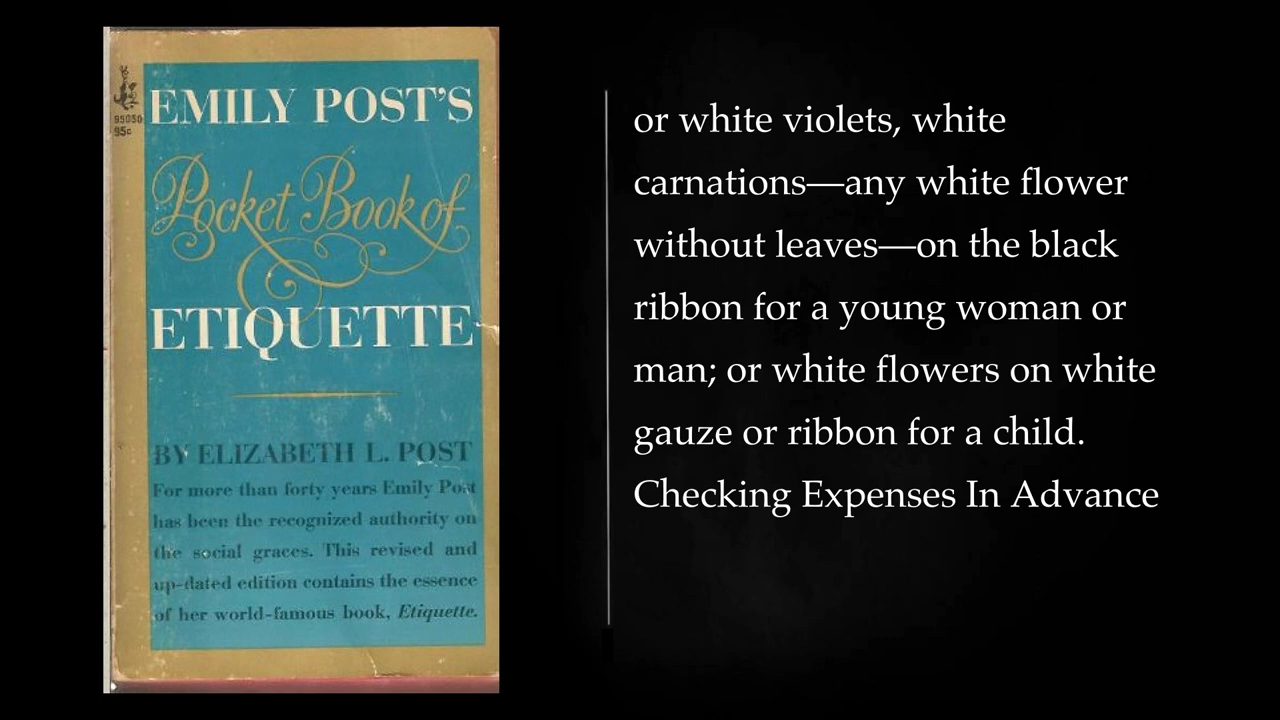 EMILY POST'S
95050
95c
Pocket Book of
ETIQUETTE
BY ELIZABETH L. POST
For more than forty years Emily Post
has been the recognized authority on
the social graces. This revised and
up-dated edition contains the essence
of her world-famous book, Etiquette.
or white violets, white
carnations—any white flower
without leaves—on the black
ribbon for a young woman or
man; or white flowers on white
gauze or ribbon for a child.
Checking Expenses In Advance